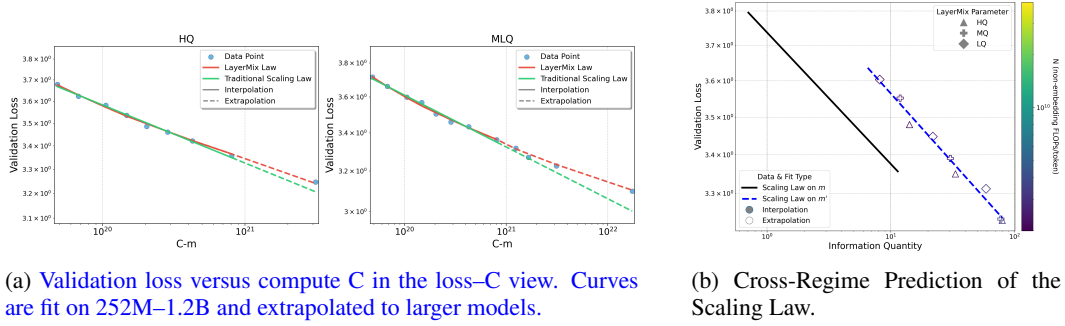 HQ
3.8 × 10⁰
3.7 × 10⁰
3.6 × 10⁰
3.5 × 10⁰
3.4 × 10⁰
3.3 × 10⁰
3.2 × 10⁰
3.1 × 10⁰
Validation Loss
Data Point
LayerMix Law
Traditional Scaling Law
Interpolation
Extrapolation
10²⁰
10²¹
C-m
MLQ
3.8 × 10⁰
3.6 × 10⁰
3.4 × 10⁰
3.2 × 10⁰
3 × 10⁰
Validation Loss
Data Point
LayerMix Law
Traditional Scaling Law
Interpolation
Extrapolation
10²⁰
10²¹
10²²
C-m
(a) Validation loss versus compute C in the loss–C view. Curves
are fit on 252M–1.2B and extrapolated to larger models.
3.8 × 10⁰
3.7 × 10⁰
3.6 × 10⁰
3.5 × 10⁰
3.4 × 10⁰
3.3 × 10⁰
Validation Loss
LayerMix Parameter
HQ
MQ
LQ
Data & Fit Type
Scaling Law on m
Scaling Law on m'
Interpolation
Extrapolation
10⁰
10¹
10²
Information Quantity
10¹⁰
N (non-embedding FLOPs/token)
(b) Cross-Regime Prediction of the
Scaling Law.